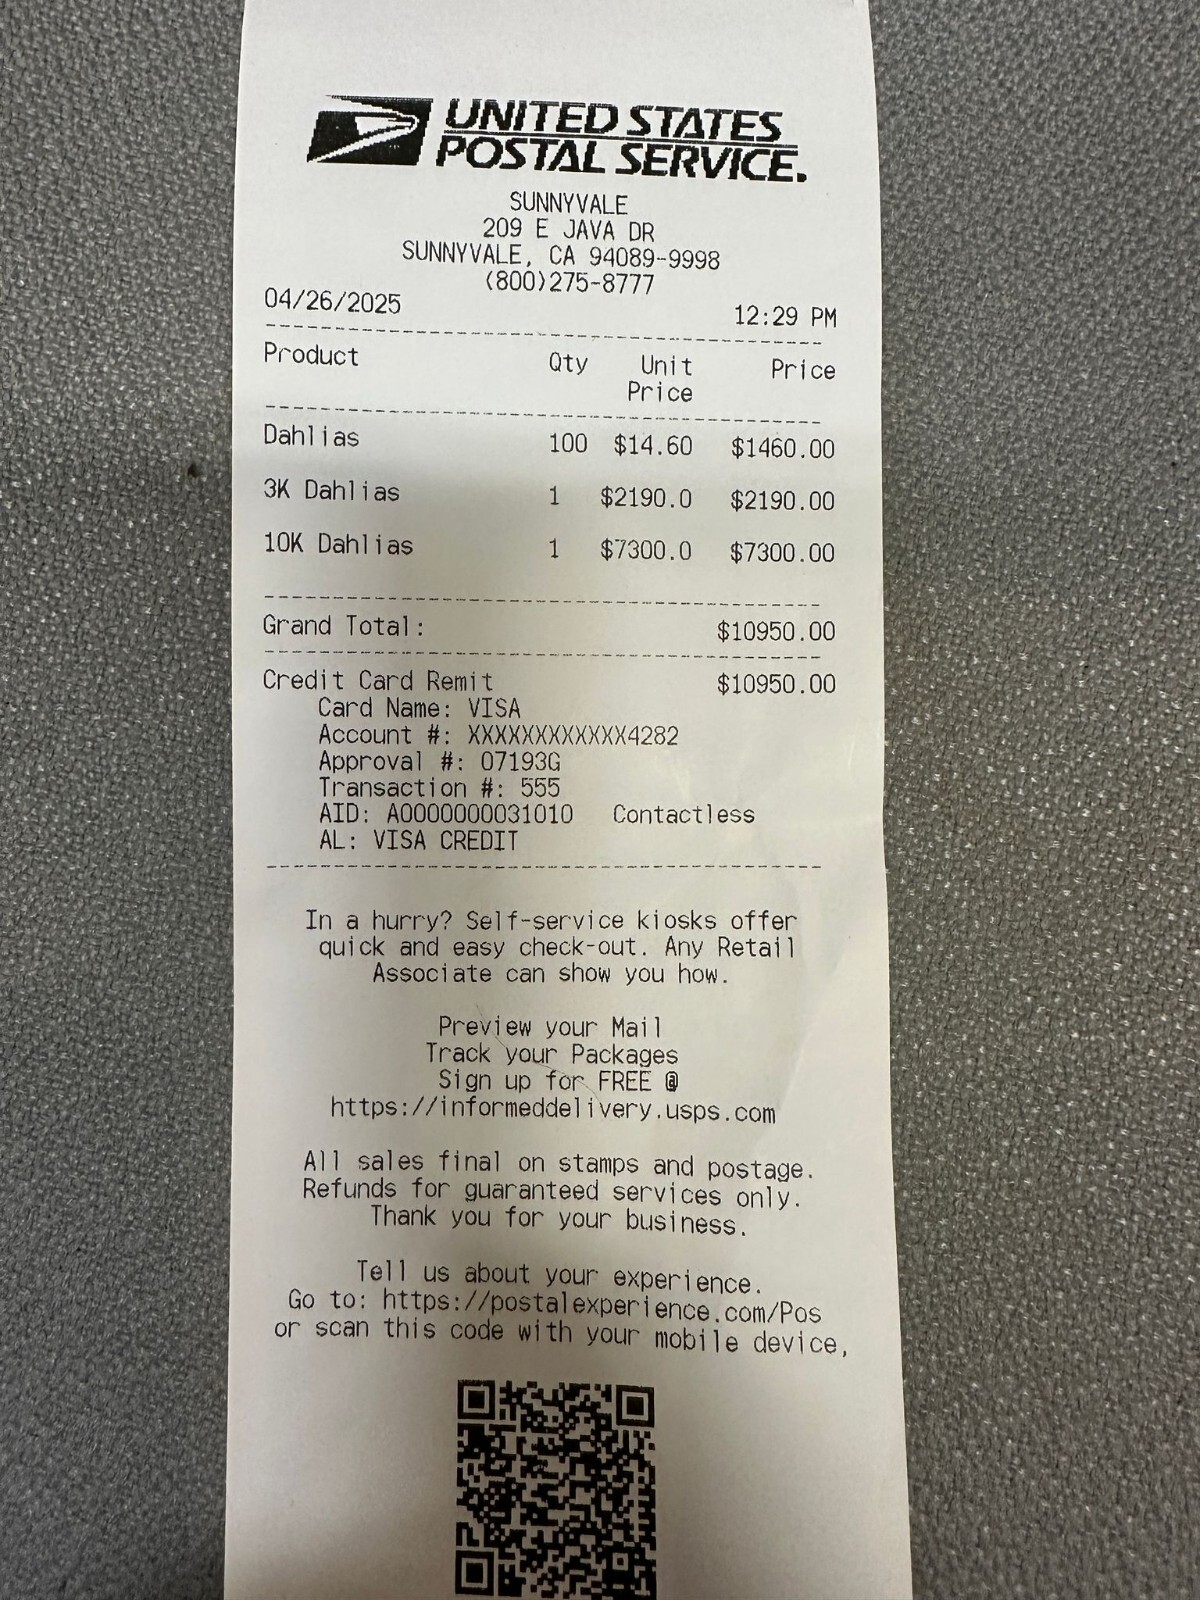 UNITED STATES
POSTAL SERVICE.
SUNNYVALE
209 E JAVA DR
SUNNYVALE, CA 94089-9998
(800)275-8777
04/26/2025 12:29 PM
Product Qty Unit Price
Price
Dahlias 100 $14.60 $1460.00
3K Dahlias 1 $2190.0 $2190.00
10K Dahlias 1 $7300.0 $7300.00
Grand Total: $10950.00
Credit Card Remit $10950.00
Card Name: VISA
Account #: XXXXXXXXXXXX4282
Approval #: 07193G
Transaction #: 555
AID: A0000000031010 Contactless
AL: VISA CREDIT
In a hurry? Self-service kiosks offer
quick and easy check-out. Any Retail
Associate can show you how.
Preview your Mail
Track your Packages
Sign up for FREE @
https://informeddelivery.usps.com
All sales final on stamps and postage.
Refunds for guaranteed services only.
Thank you for your business.
Tell us about your experience.
Go to: https://postalexperience.com/Pos
or scan this code with your mobile device,